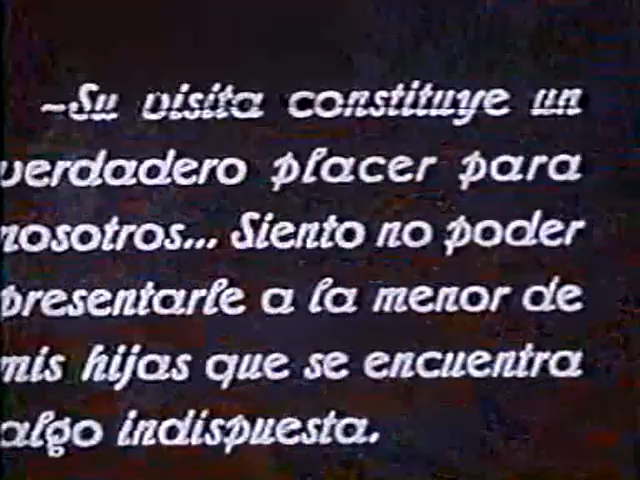 -Su visita constituye un
verdadero placer para
nosotros... Siento no poder
presentarle a la menor de
mis hijas que se encuentra
algo indispuesta.